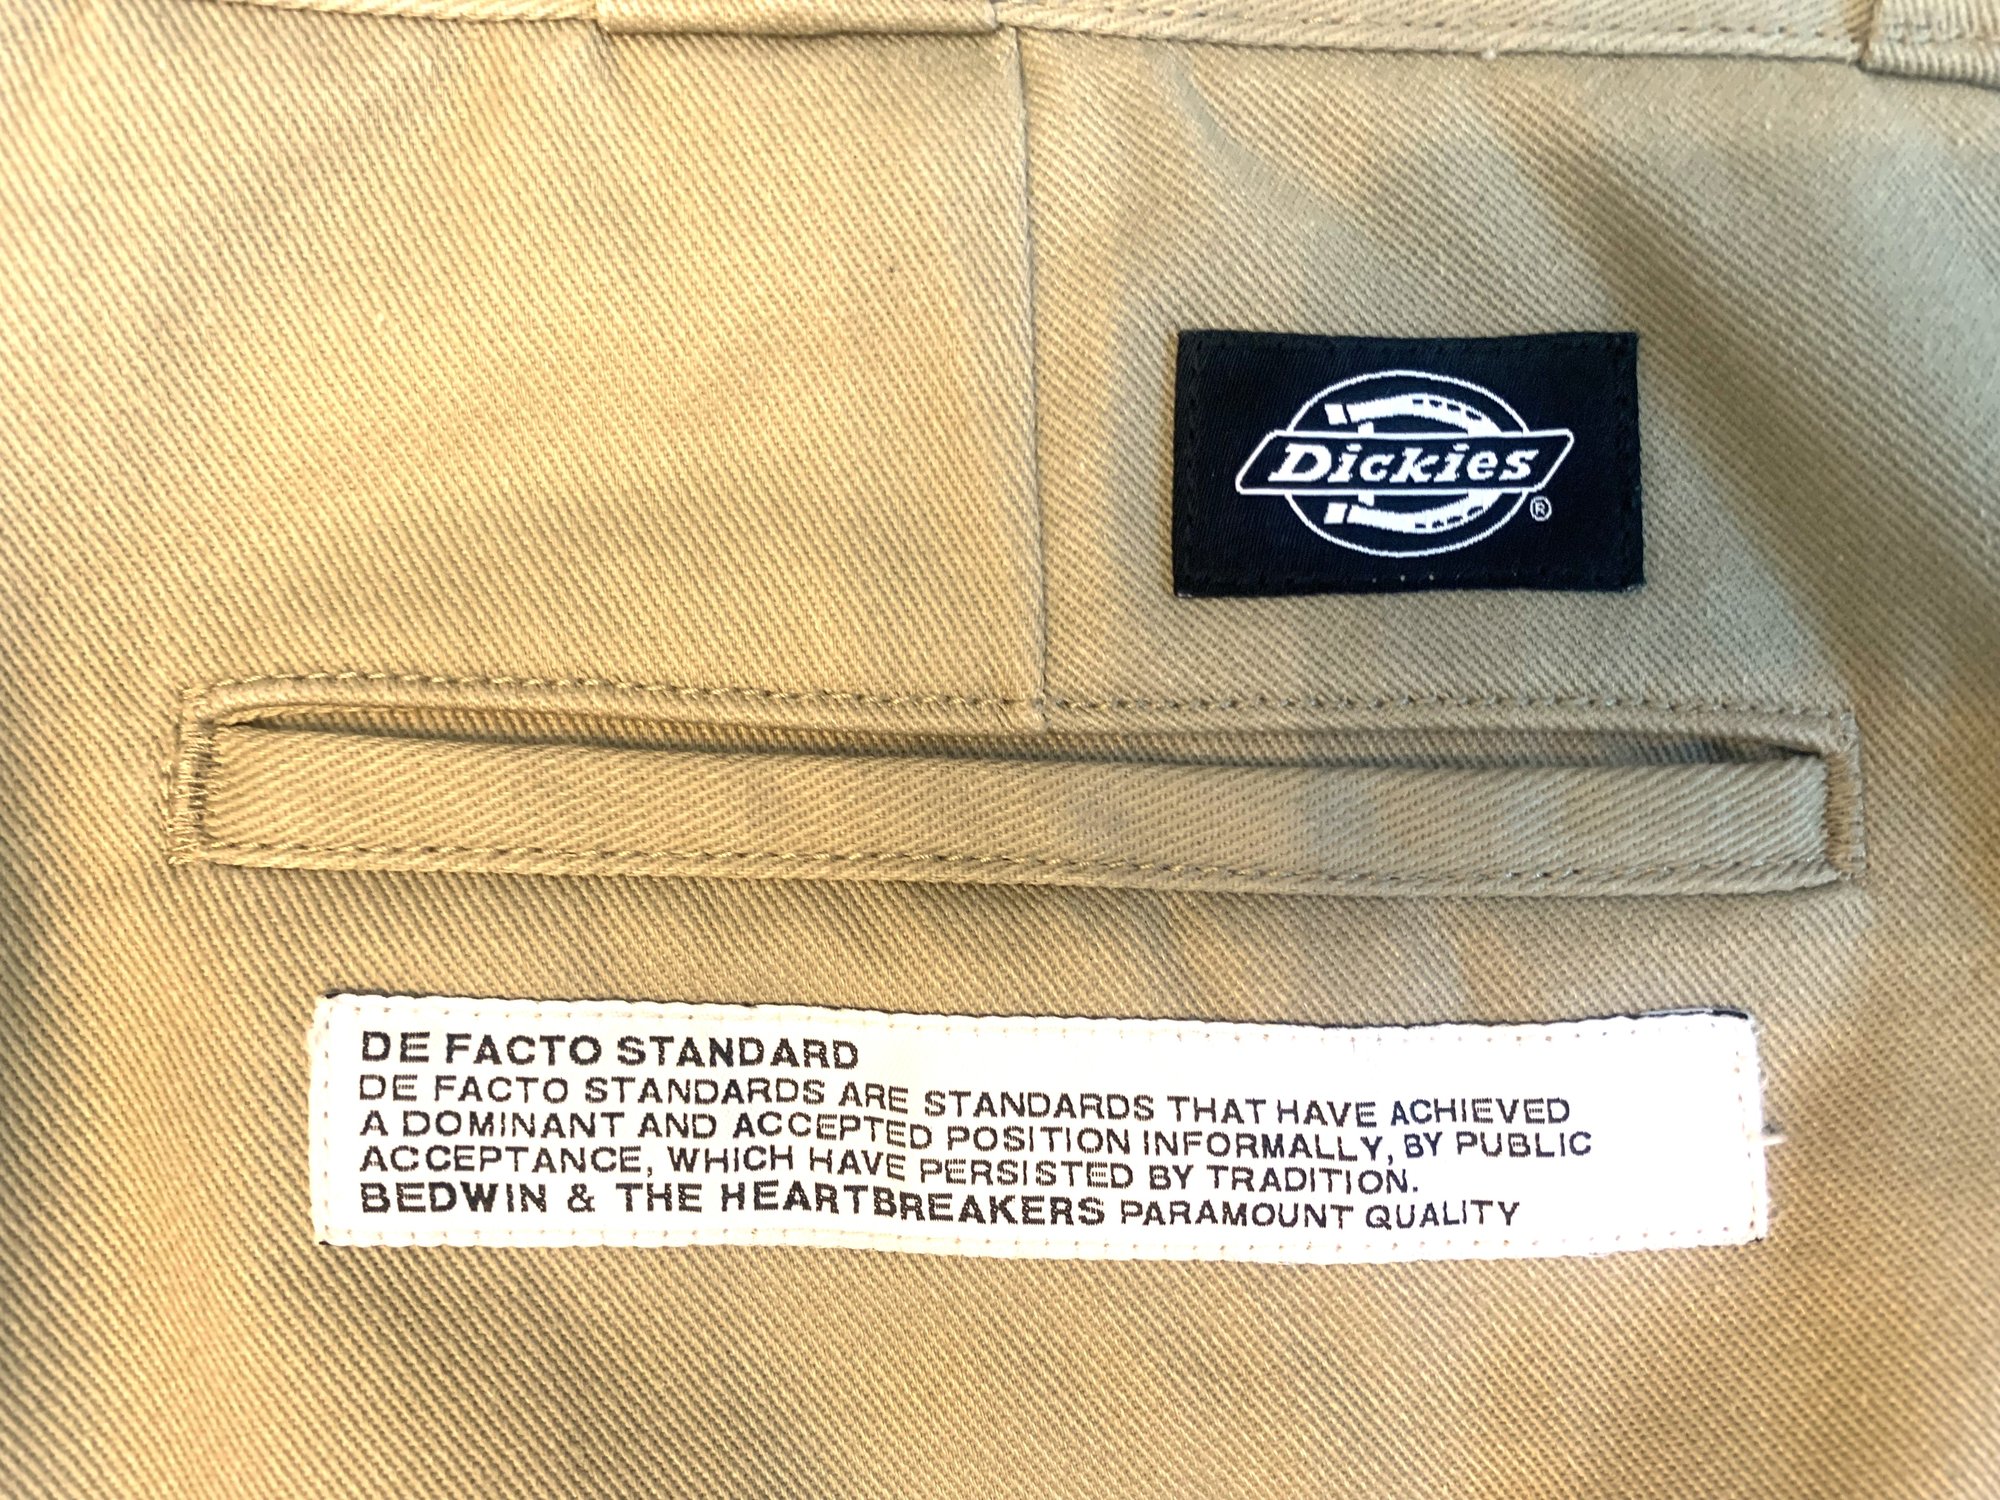 Dickies
®
DE FACTO STANDARD
DE FACTO STANDARDS ARE STANDARDS THAT HAVE ACHIEVED
A DOMINANT AND ACCEPTED POSITION INFORMALLY, BY PUBLIC
ACCEPTANCE, WHICH HAVE PERSISTED BY TRADITION.
BEDWIN & THE HEARTBREAKERS PARAMOUNT QUALITY